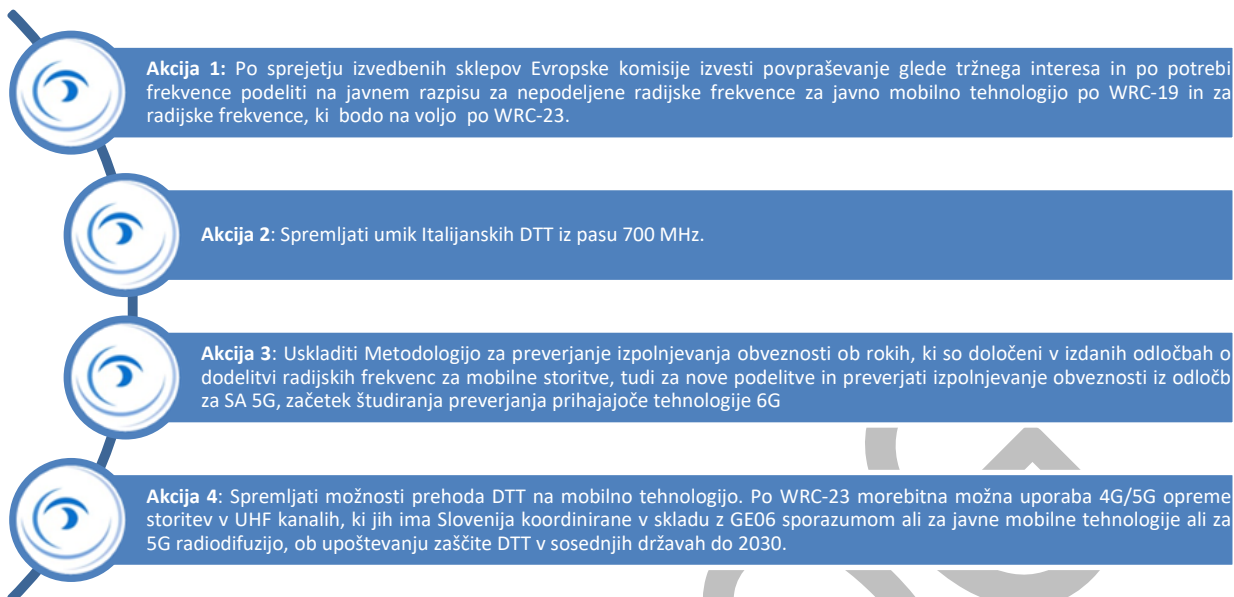 Akcija 1: Po sprejetju izvedbenih sklepov Evropske komisije izvesti povpraševanje glede tržnega interesa in po potrebi
frekvence podeliti na javnem razpisu za nepodeljene radijske frekvence za javno mobilno tehnologijo po WRC-19 in za
radijske frekvence, ki bodo na voljo po WRC-23.
Akcija 2: Spremljati umik Italijanskih DTT iz pasu 700 MHz.
Akcija 3: Uskladiti Metodologijo za preverjanje izpolnjevanja obveznosti ob rokih, ki so določeni v izdanih odločbah o
dodelitvi radijskih frekvenc za mobilne storitve, tudi za nove podelitve in preverjati izpolnjevanje obveznosti iz odločb
za SA 5G, začetek študiranja preverjanja prihajajoče tehnologije 6G
Akcija 4: Spremljati možnosti prehoda DTT na mobilno tehnologijo. Po WRC-23 morebitna možna uporaba 4G/5G opreme
storitev v UHF kanalih, ki jih ima Slovenija koordinirane v skladu z GE06 sporazumom ali za javne mobilne tehnologije ali za
5G radiodifuzijo, ob upoštevanju zaščite DTT v sosednjih državah do 2030.